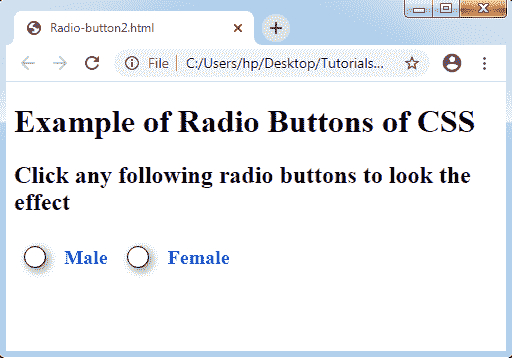 Radio-button2.html
File C:/Users/hp/Desktop/Tutorials...
Example of Radio Buttons of CSS
Click any following radio buttons to look the
effect
Male Female